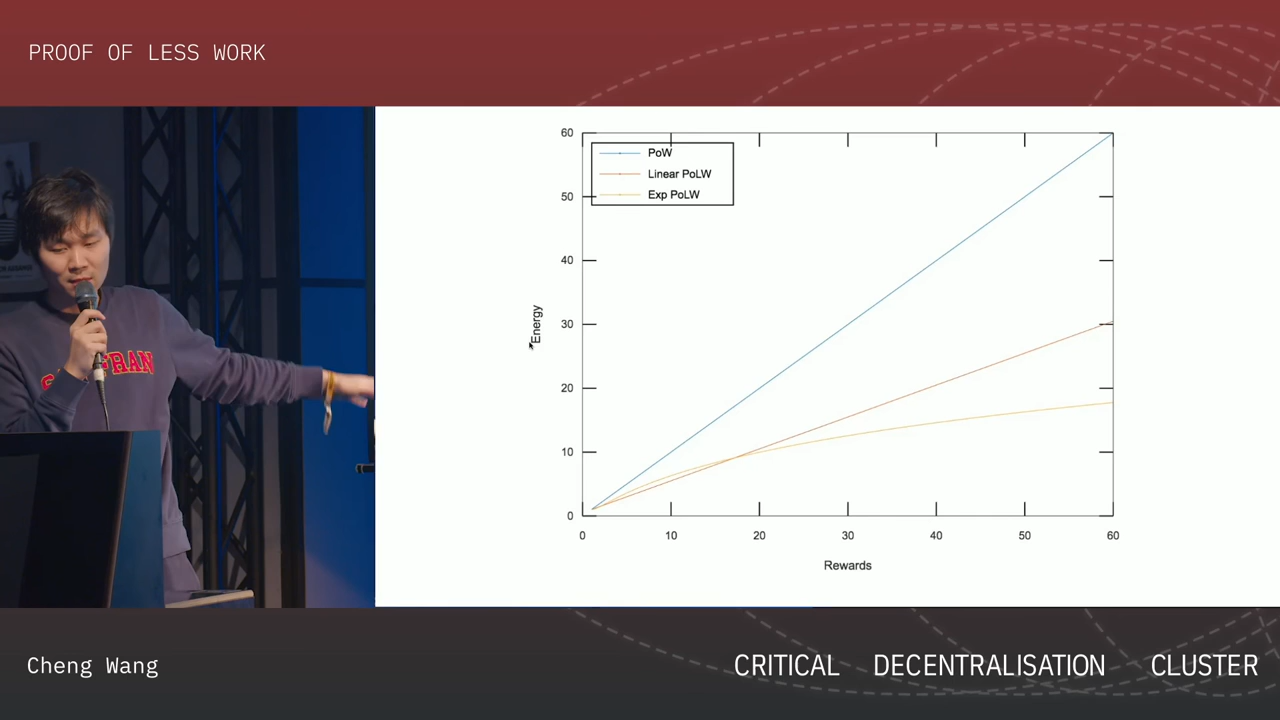 PROOF OF LESS WORK
60
50
40
30
20
10
0
PoW
Linear PoLW
Exp PoLW
Energy
0 10 20 30 40 50 60
Rewards
Cheng Wang
CRITICAL DECENTRALISATION CLUSTER